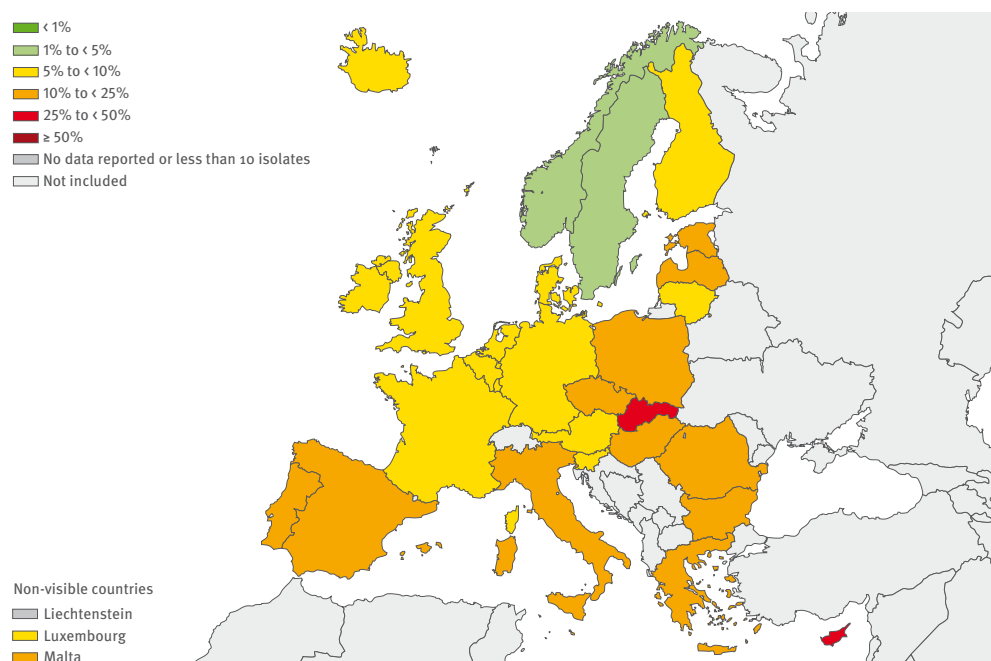 < 1%
1% to < 5%
5% to < 10%
10% to < 25%
25% to < 50%
≥ 50%
No data reported or less than 10 isolates
Not included
Non-visible countries
Liechtenstein
Luxembourg
Malta